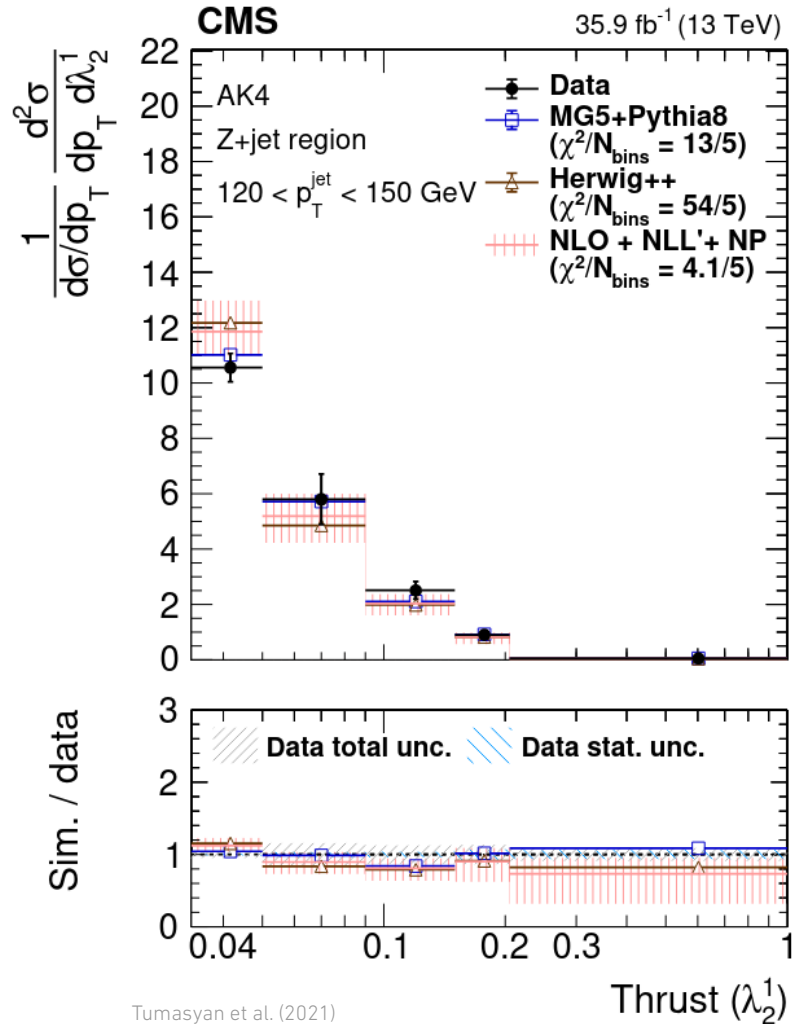 CMS
35.9 fb⁻¹ (13 TeV)
1
dσ/dp_T
d²σ
dp_T dλ¹₂
22
20
18
16
14
12
10
8
6
4
2
0
AK4
Z+jet region
120 < p_T^jet < 150 GeV
Data
MG5+Pythia8
(χ²/N_bins = 13/5)
Herwig++
(χ²/N_bins = 54/5)
NLO + NLL'+ NP
(χ²/N_bins = 4.1/5)
Sim. / data
3
2
1
0
Data total unc.
Data stat. unc.
0.04
0.1
0.2
0.3
1
Thrust (λ¹₂)
Tumasyan et al. (2021)